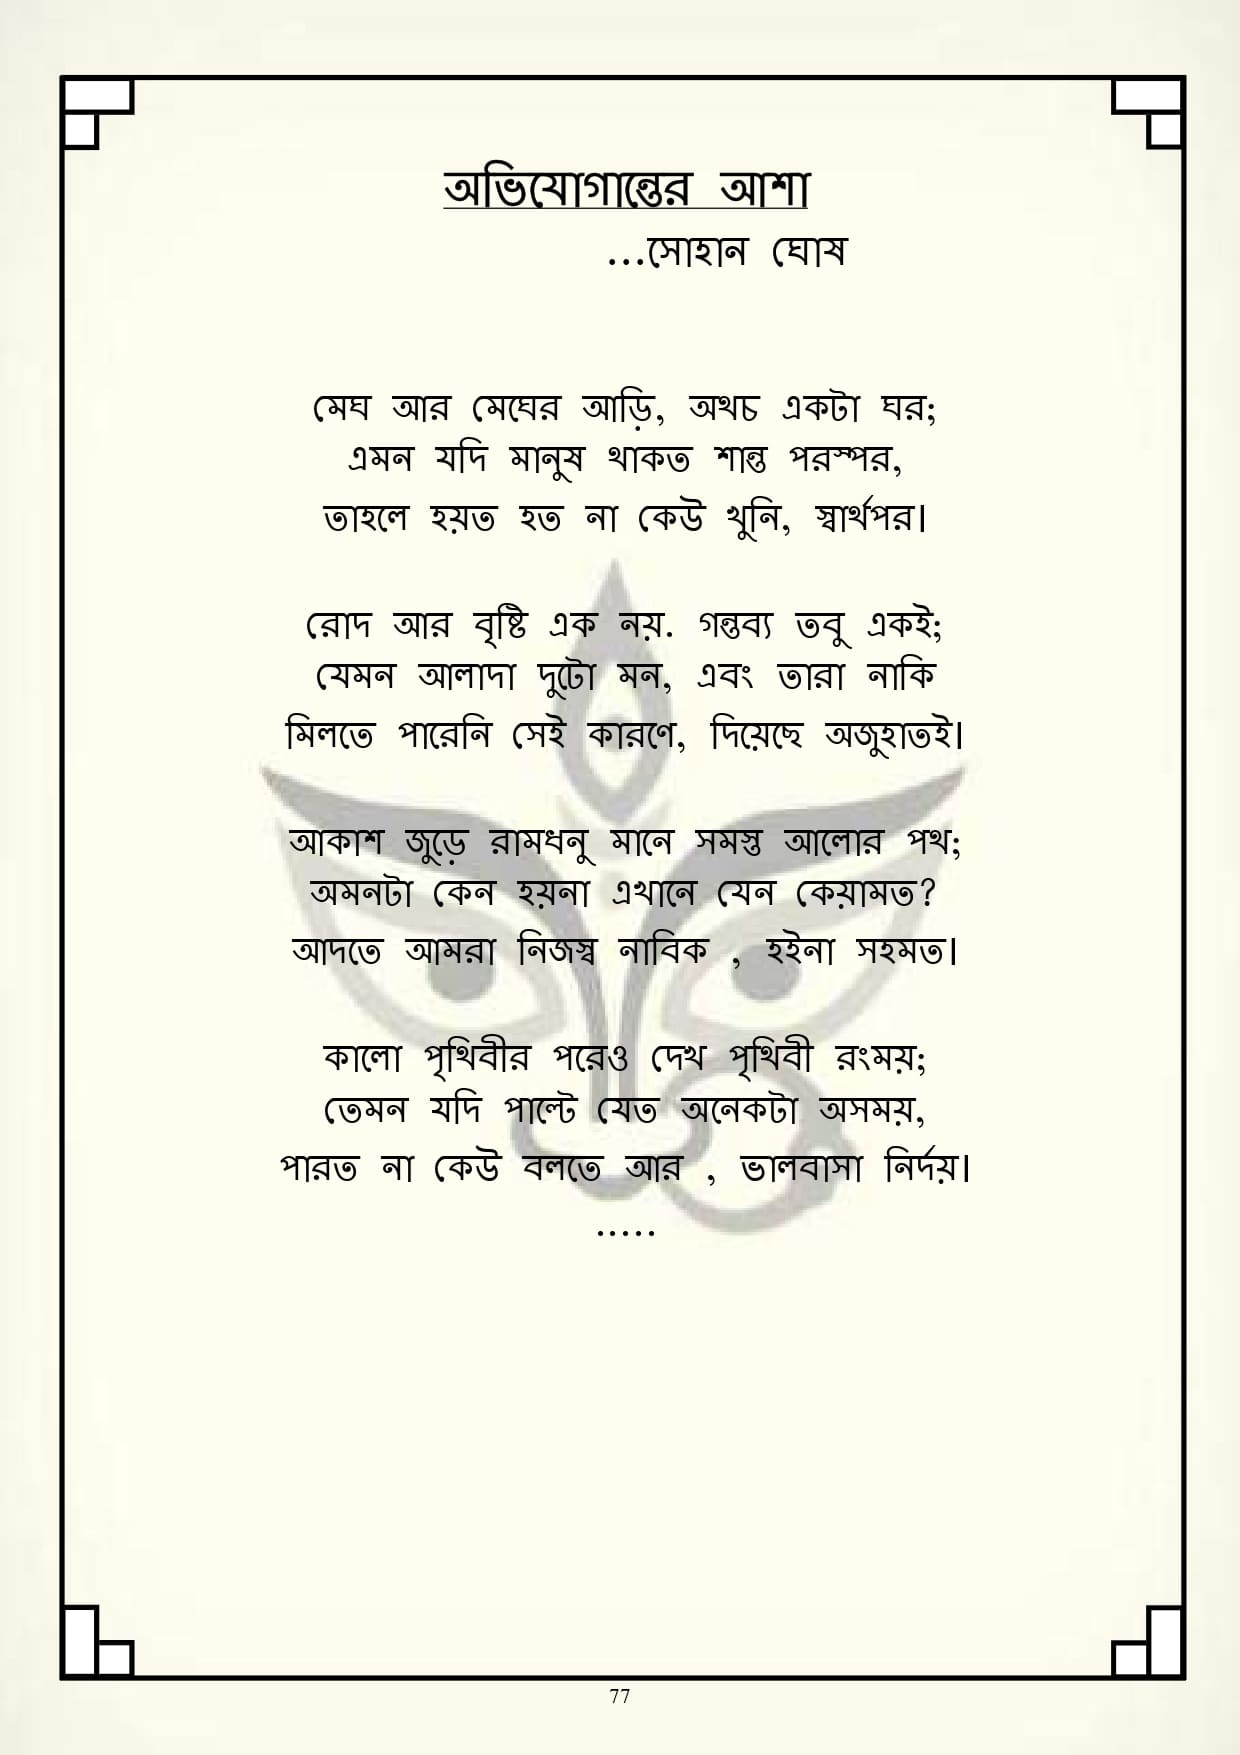 অভিযোগান্তের আশা
...সোহান ঘোষ
মেঘ আর মেঘের আড়ি, অথচ একটা ঘর;
এমন যদি মানুষ থাকত শান্ত পরস্পর,
তাহলে হয়ত হত না কেউ খুনি, স্বার্থপর।
রোদ আর বৃষ্টি এক নয়. গন্তব্য তবু একই;
যেমন আলাদা দুটো মন, এবং তারা নাকি
মিলতে পারেনি সেই কারণে, দিয়েছে অজুহাতই।
আকাশ জুড়ে রামধনু মানে সমস্ত আলোর পথ;
অমনটা কেন হয়না এখানে যেন কেয়ামত?
আদতে আমরা নিজস্ব নাবিক , হইনা সহমত।
কালো পৃথিবীর পরেও দেখ পৃথিবী রংময়;
তেমন যদি পাল্টে যেত অনেকটা অসময়,
পারত না কেউ বলতে আর , ভালবাসা নির্দয়।
.....
77